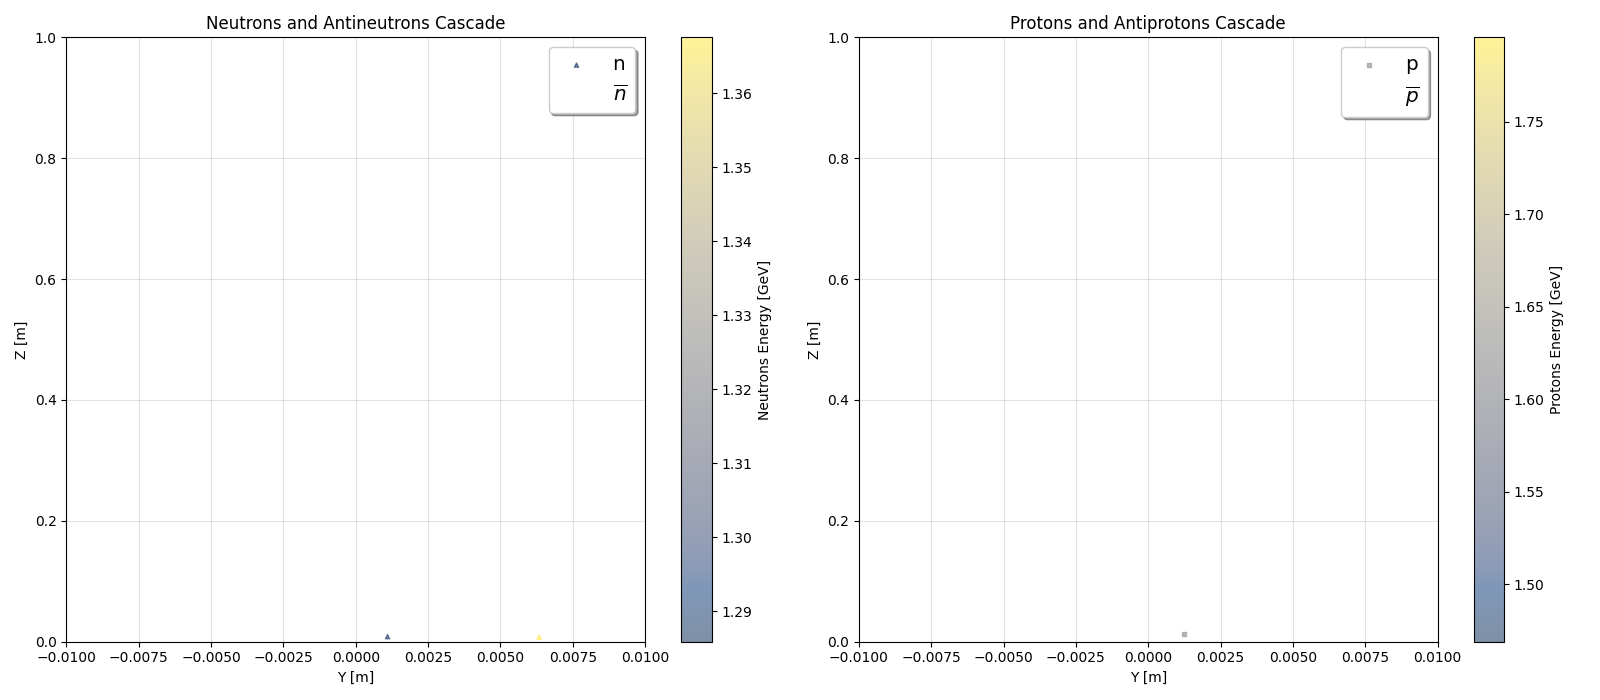 Neutrons and Antineutrons Cascade
1.0
0.8
0.6
0.4
0.2
0.0
Z [m]
−0.0100 −0.0075 −0.0050 −0.0025 0.0000 0.0025 0.0050 0.0075 0.0100
Y [m]
n
n̅
1.36
1.35
1.34
1.33
1.32
1.31
1.30
1.29
Neutrons Energy [GeV]
Protons and Antiprotons Cascade
1.0
0.8
0.6
0.4
0.2
0.0
Z [m]
−0.0100 −0.0075 −0.0050 −0.0025 0.0000 0.0025 0.0050 0.0075 0.0100
Y [m]
p
p̅
1.75
1.70
1.65
1.60
1.55
1.50
Protons Energy [GeV]